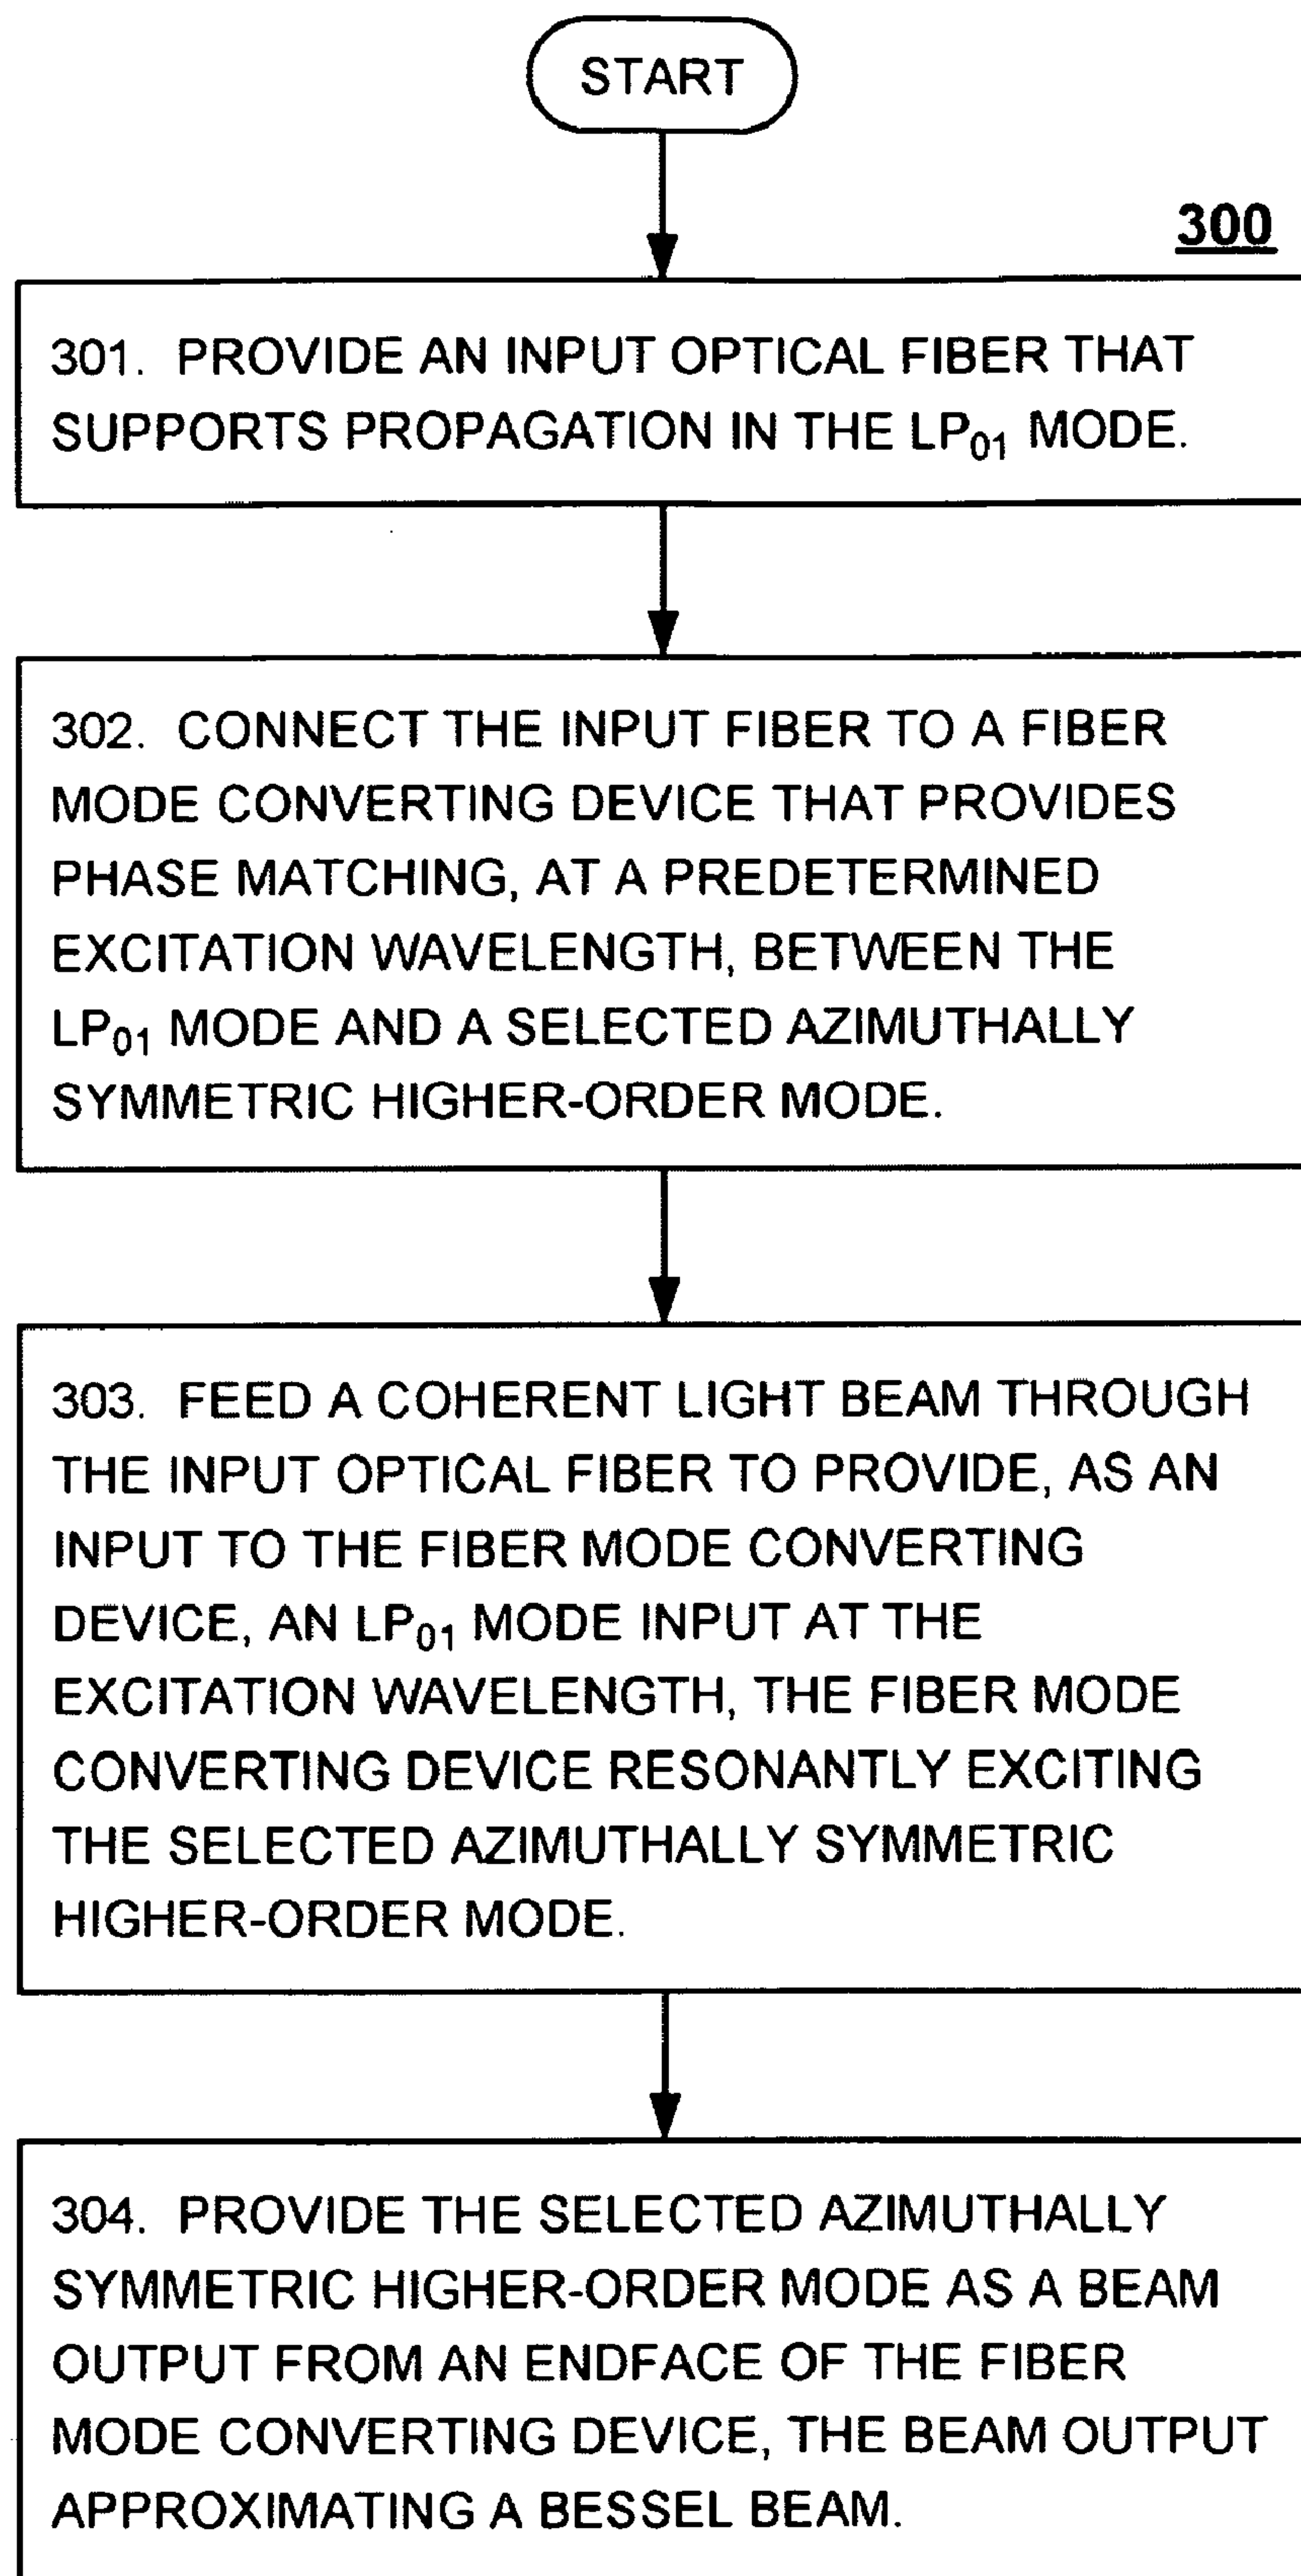 START
300
301. PROVIDE AN INPUT OPTICAL FIBER THAT
SUPPORTS PROPAGATION IN THE LP₀₁ MODE.
302. CONNECT THE INPUT FIBER TO A FIBER
MODE CONVERTING DEVICE THAT PROVIDES
PHASE MATCHING, AT A PREDETERMINED
EXCITATION WAVELENGTH, BETWEEN THE
LP₀₁ MODE AND A SELECTED AZIMUTHALLY
SYMMETRIC HIGHER-ORDER MODE.
303. FEED A COHERENT LIGHT BEAM THROUGH
THE INPUT OPTICAL FIBER TO PROVIDE, AS AN
INPUT TO THE FIBER MODE CONVERTING
DEVICE, AN LP₀₁ MODE INPUT AT THE
EXCITATION WAVELENGTH, THE FIBER MODE
CONVERTING DEVICE RESONANTLY EXCITING
THE SELECTED AZIMUTHALLY SYMMETRIC
HIGHER-ORDER MODE.
304. PROVIDE THE SELECTED AZIMUTHALLY
SYMMETRIC HIGHER-ORDER MODE AS A BEAM
OUTPUT FROM AN ENDFACE OF THE FIBER
MODE CONVERTING DEVICE, THE BEAM OUTPUT
APPROXIMATING A BESSEL BEAM.